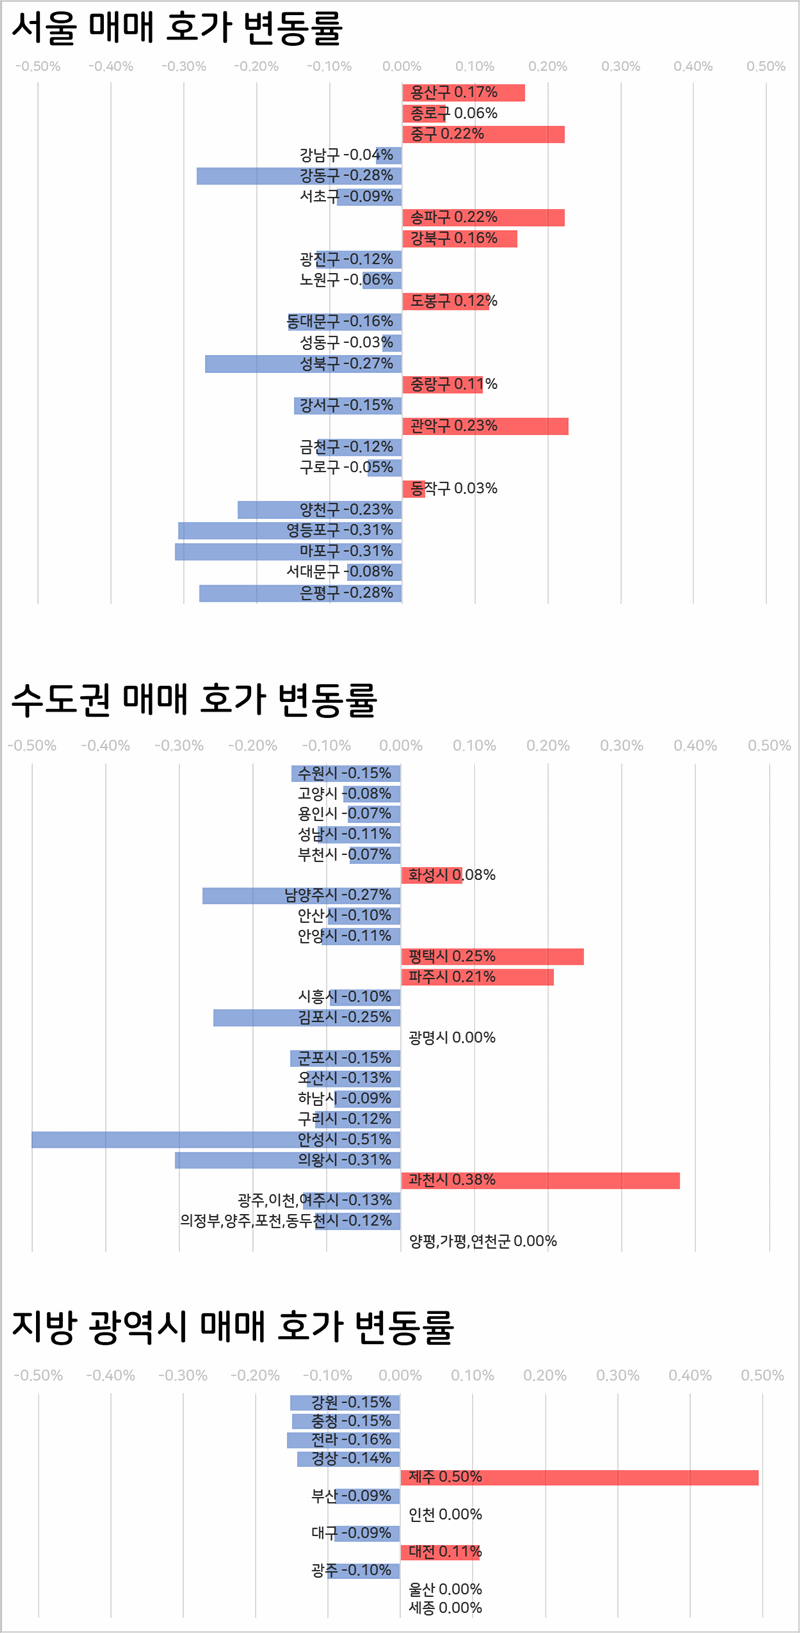 서울 매매 호가 변동률
-0.50% -0.40% -0.30% -0.20% -0.10% 0.00% 0.10% 0.20% 0.30% 0.40% 0.50%
용산구 0.17%
종로구 0.06%
중구 0.22%
강남구 -0.04%
강동구 -0.28%
서초구 -0.09%
송파구 0.22%
강북구 0.16%
광진구 -0.12%
노원구 -0.06%
도봉구 0.12%
동대문구 -0.16%
성동구 -0.03%
성북구 -0.27%
중랑구 0.11%
강서구 -0.15%
관악구 0.23%
금천구 -0.12%
구로구 -0.05%
동작구 0.03%
양천구 -0.23%
영등포구 -0.31%
마포구 -0.31%
서대문구 -0.08%
은평구 -0.28%
수도권 매매 호가 변동률
-0.50% -0.40% -0.30% -0.20% -0.10% 0.00% 0.10% 0.20% 0.30% 0.40% 0.50%
수원시 -0.15%
고양시 -0.08%
용인시 -0.07%
성남시 -0.11%
부천시 -0.07%
화성시 0.08%
남양주시 -0.27%
안산시 -0.10%
안양시 -0.11%
평택시 0.25%
파주시 0.21%
시흥시 -0.10%
김포시 -0.25%
광명시 0.00%
군포시 -0.15%
오산시 -0.13%
하남시 -0.09%
구리시 -0.12%
안성시 -0.51%
의왕시 -0.31%
과천시 0.38%
광주,이천,여주시 -0.13%
의정부,양주,포천,동두천시 -0.12%
양평,가평,연천군 0.00%
지방 광역시 매매 호가 변동률
-0.50% -0.40% -0.30% -0.20% -0.10% 0.00% 0.10% 0.20% 0.30% 0.40% 0.50%
강원 -0.15%
충청 -0.15%
전라 -0.16%
경상 -0.14%
제주 0.50%
부산 -0.09%
인천 0.00%
대구 -0.09%
대전 0.11%
광주 -0.10%
울산 0.00%
세종 0.00%